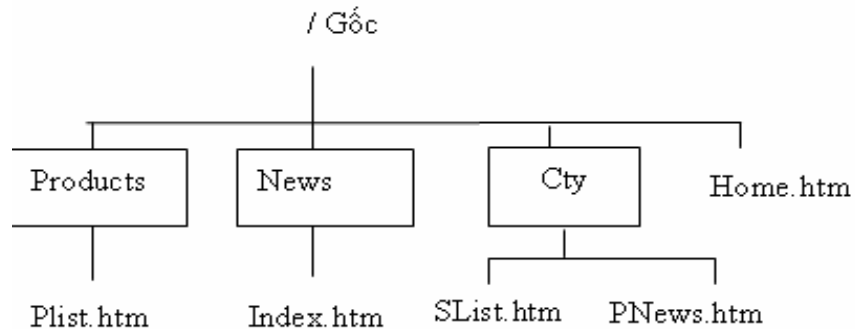 / Gốc
Products
News
Cty
Home.htm
Plist.htm
Index.htm
SList.htm
PNews.htm